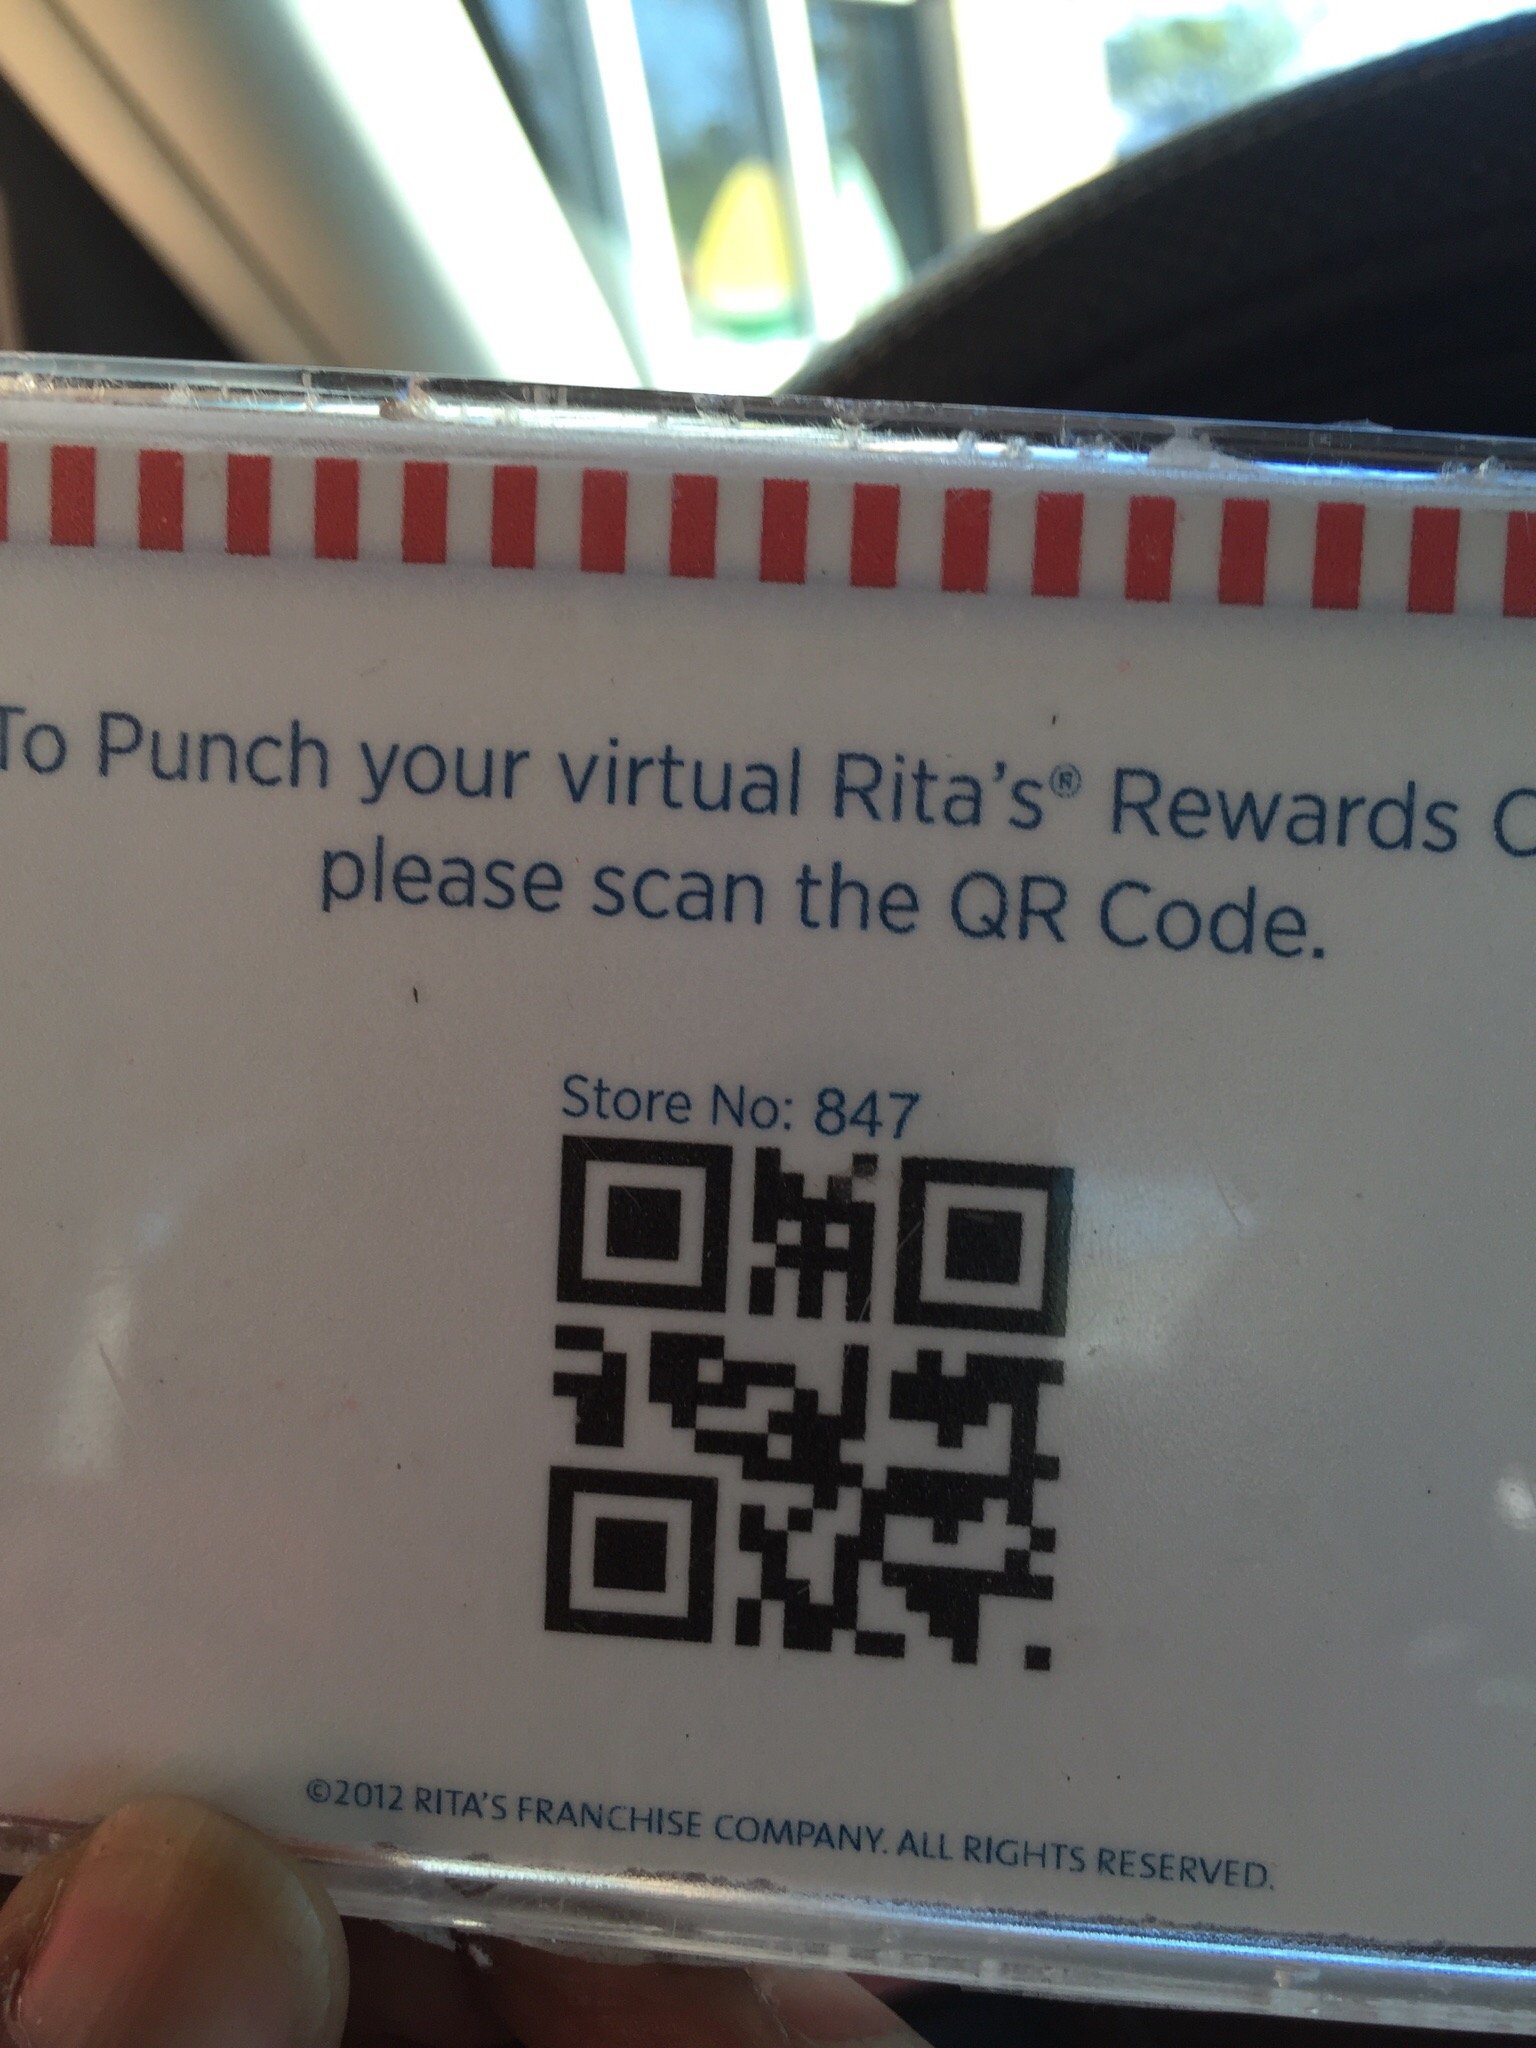 To Punch your virtual Rita's® Rewards C
please scan the QR Code.
Store No: 847
©2012 RITA'S FRANCHISE COMPANY. ALL RIGHTS RESERVED.